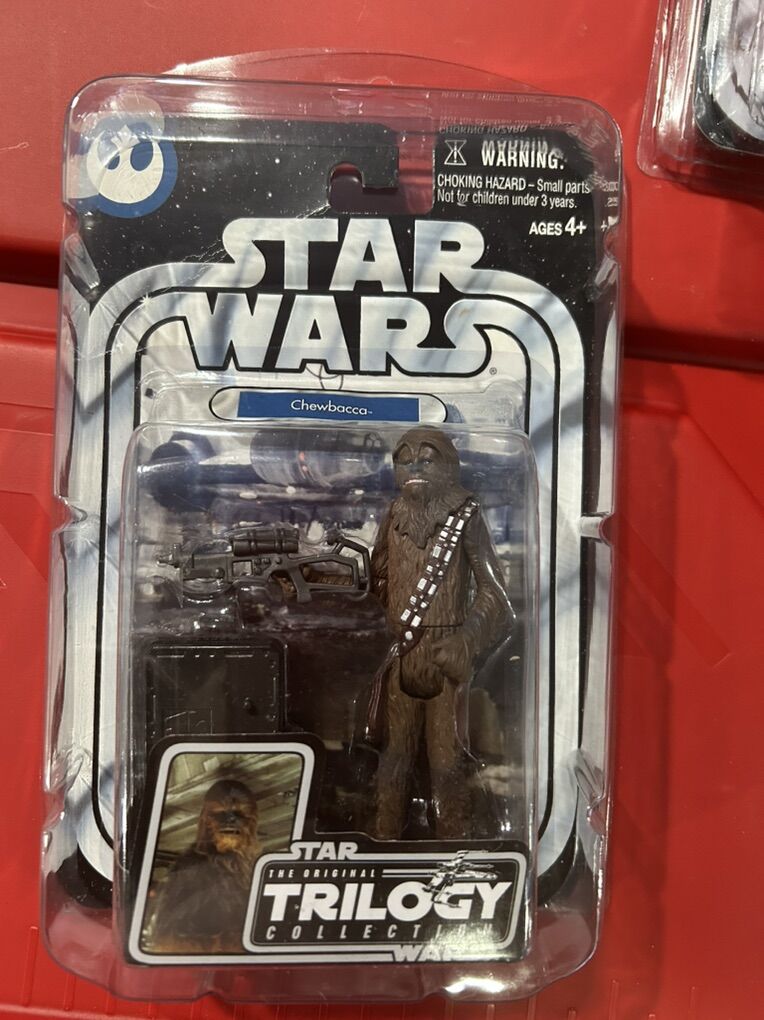 WARNING:
CHOKING HAZARD – Small parts
Not for children under 3 years.
AGES 4+
STAR
WARS®
Chewbacca™
STAR
THE ORIGINAL
TRILOGY
COLLECTION
WARS